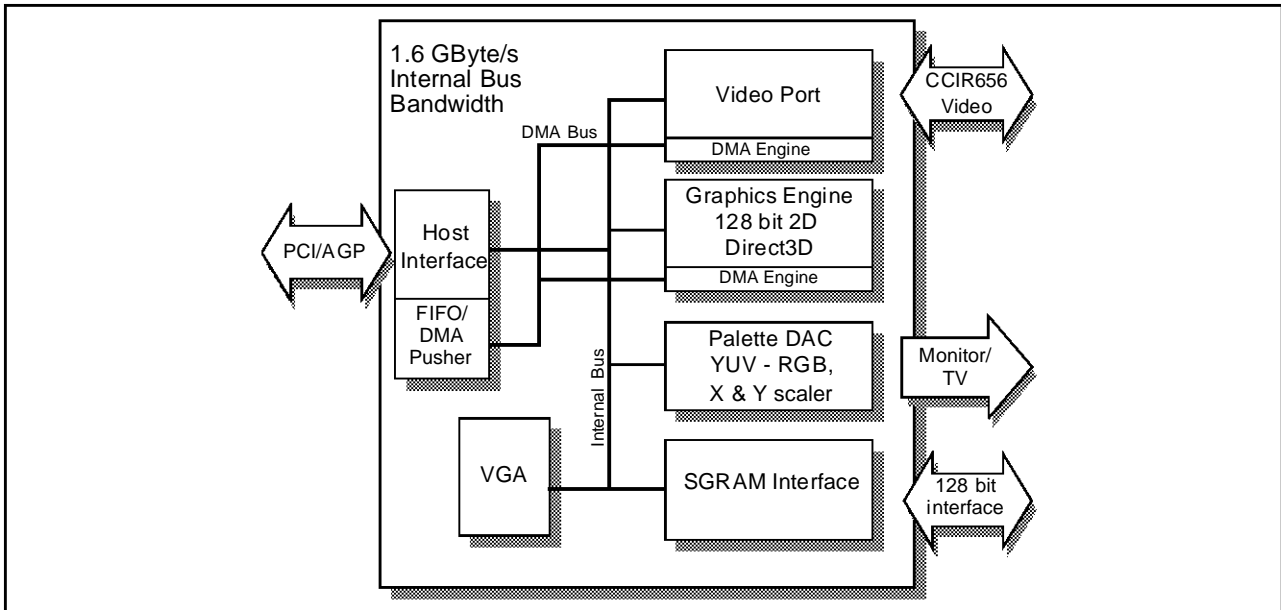 1.6 GByte/s
Internal Bus
Bandwidth
DMA Bus
Video Port
DMA Engine
CCIR656
Video
Graphics Engine
128 bit 2D
Direct3D
DMA Engine
PCI/AGP
Host
Interface
FIFO/
DMA
Pusher
Internal Bus
Palette DAC
YUV - RGB,
X & Y scaler
Monitor/
TV
VGA
SGRAM Interface
128 bit
interface